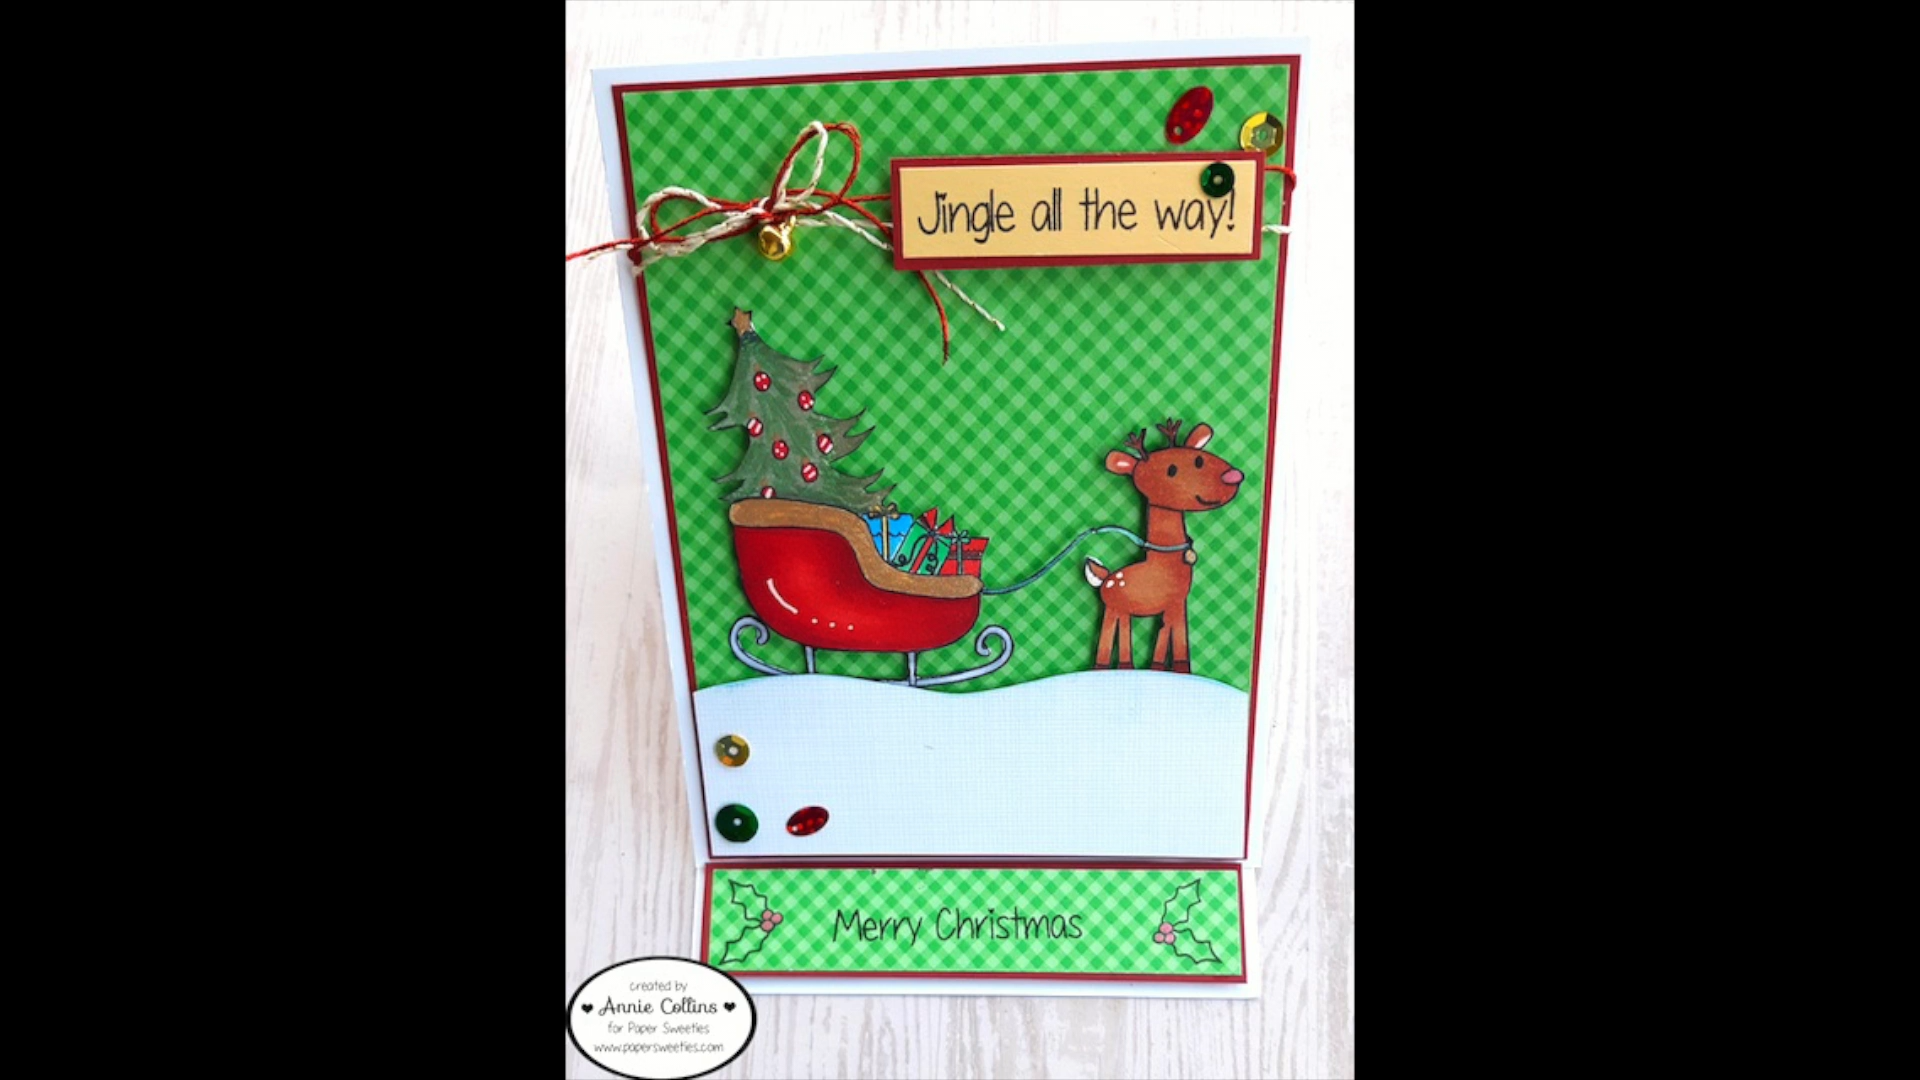 Jingle all the way!
Merry Christmas
created by
Annie Collins
for Paper Sweeties
www.papersweeties.com